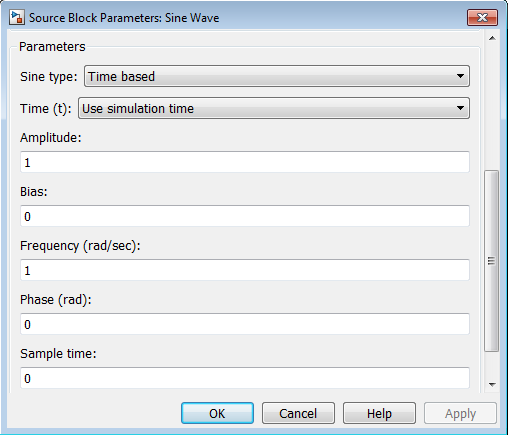 Source Block Parameters: Sine Wave
Parameters
Sine type: Time based
Time (t): Use simulation time
Amplitude:
1
Bias:
0
Frequency (rad/sec):
1
Phase (rad):
0
Sample time:
0
OK Cancel Help Apply